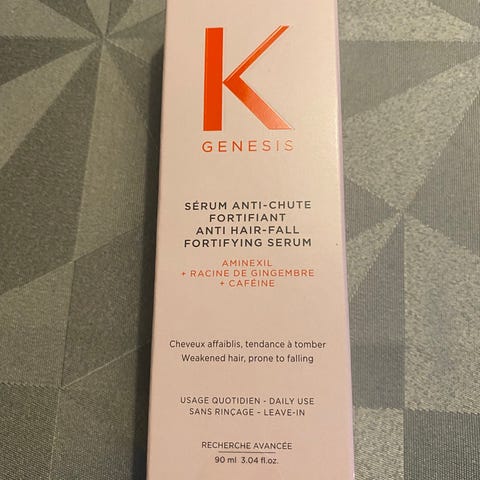 K
GENESIS
SÉRUM ANTI-CHUTE
FORTIFIANT
ANTI HAIR-FALL
FORTIFYING SERUM
AMINEXIL
+ RACINE DE GINGEMBRE
+ CAFÉINE
Cheveux affaiblis, tendance à tomber
Weakened hair, prone to falling
USAGE QUOTIDIEN - DAILY USE
SANS RINÇAGE - LEAVE-IN
RECHERCHE AVANCÉE
90 ml 3.04 fl.oz.